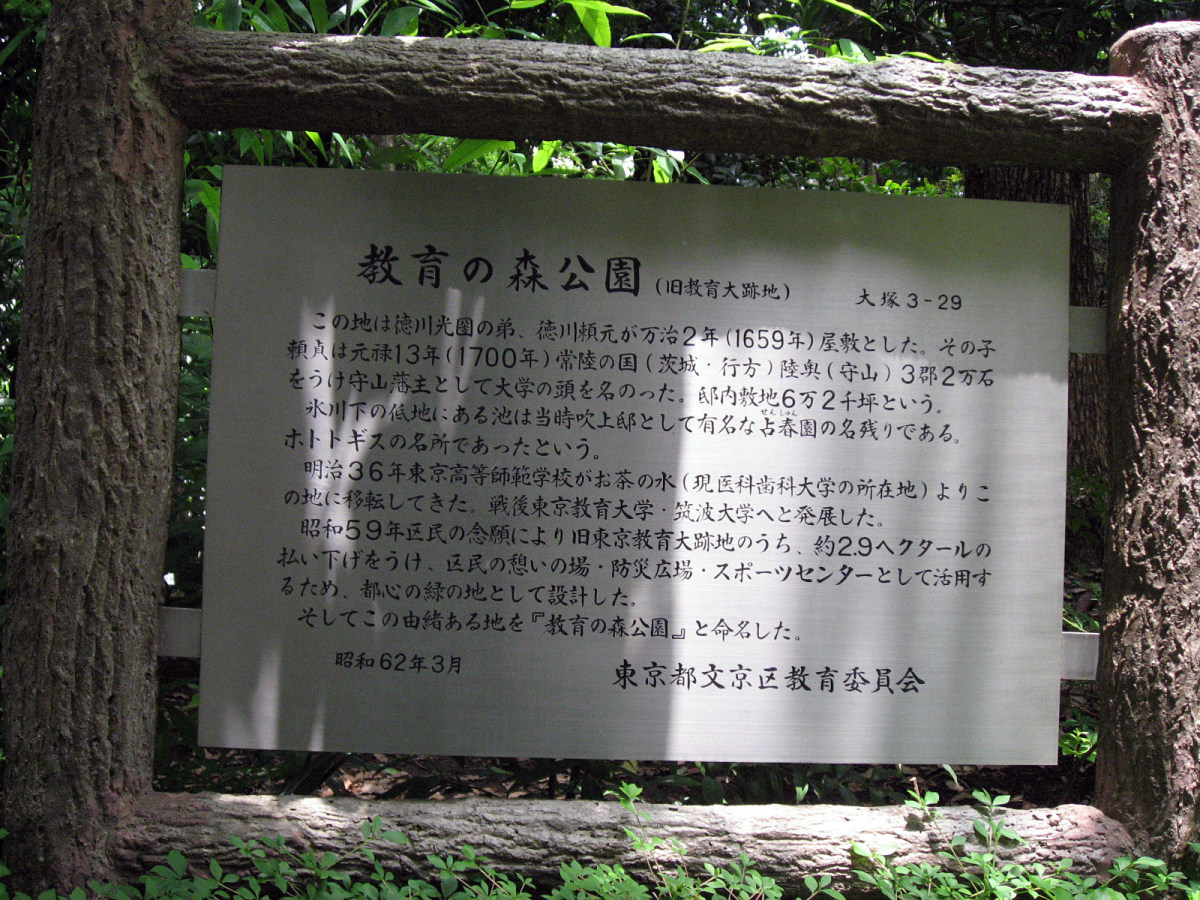 教育の森公園 (旧教育大跡地) 大塚3-29
この地は徳川光圀の弟、徳川頼元が万治2年(1659年)屋敷とした。その子
頼貞は元禄13年(1700年)常陸の国(茨城・行方)陸奥(守山)3郡2万石
をうけ守山藩主として大学の頭を名のった。邸内敷地6万2千坪という。
氷川下の低地にある池は当時吹上邸として有名な占春園の名残りである。
せんしゅん
ホトトギスの名所であったという。
明治36年東京高等師範学校がお茶の水(現医科歯科大学の所在地)よりこ
の地に移転してきた。戦後東京教育大学・筑波大学へと発展した。
昭和59年区民の念願により旧東京教育大跡地のうち、約2.9ヘクタールの
払い下げをうけ、区民の憩いの場・防災広場・スポーツセンターとして活用す
るため、都心の緑の地として設計した。
そしてこの由緒ある地を『教育の森公園』と命名した。
昭和62年3月 東京都文京区教育委員会